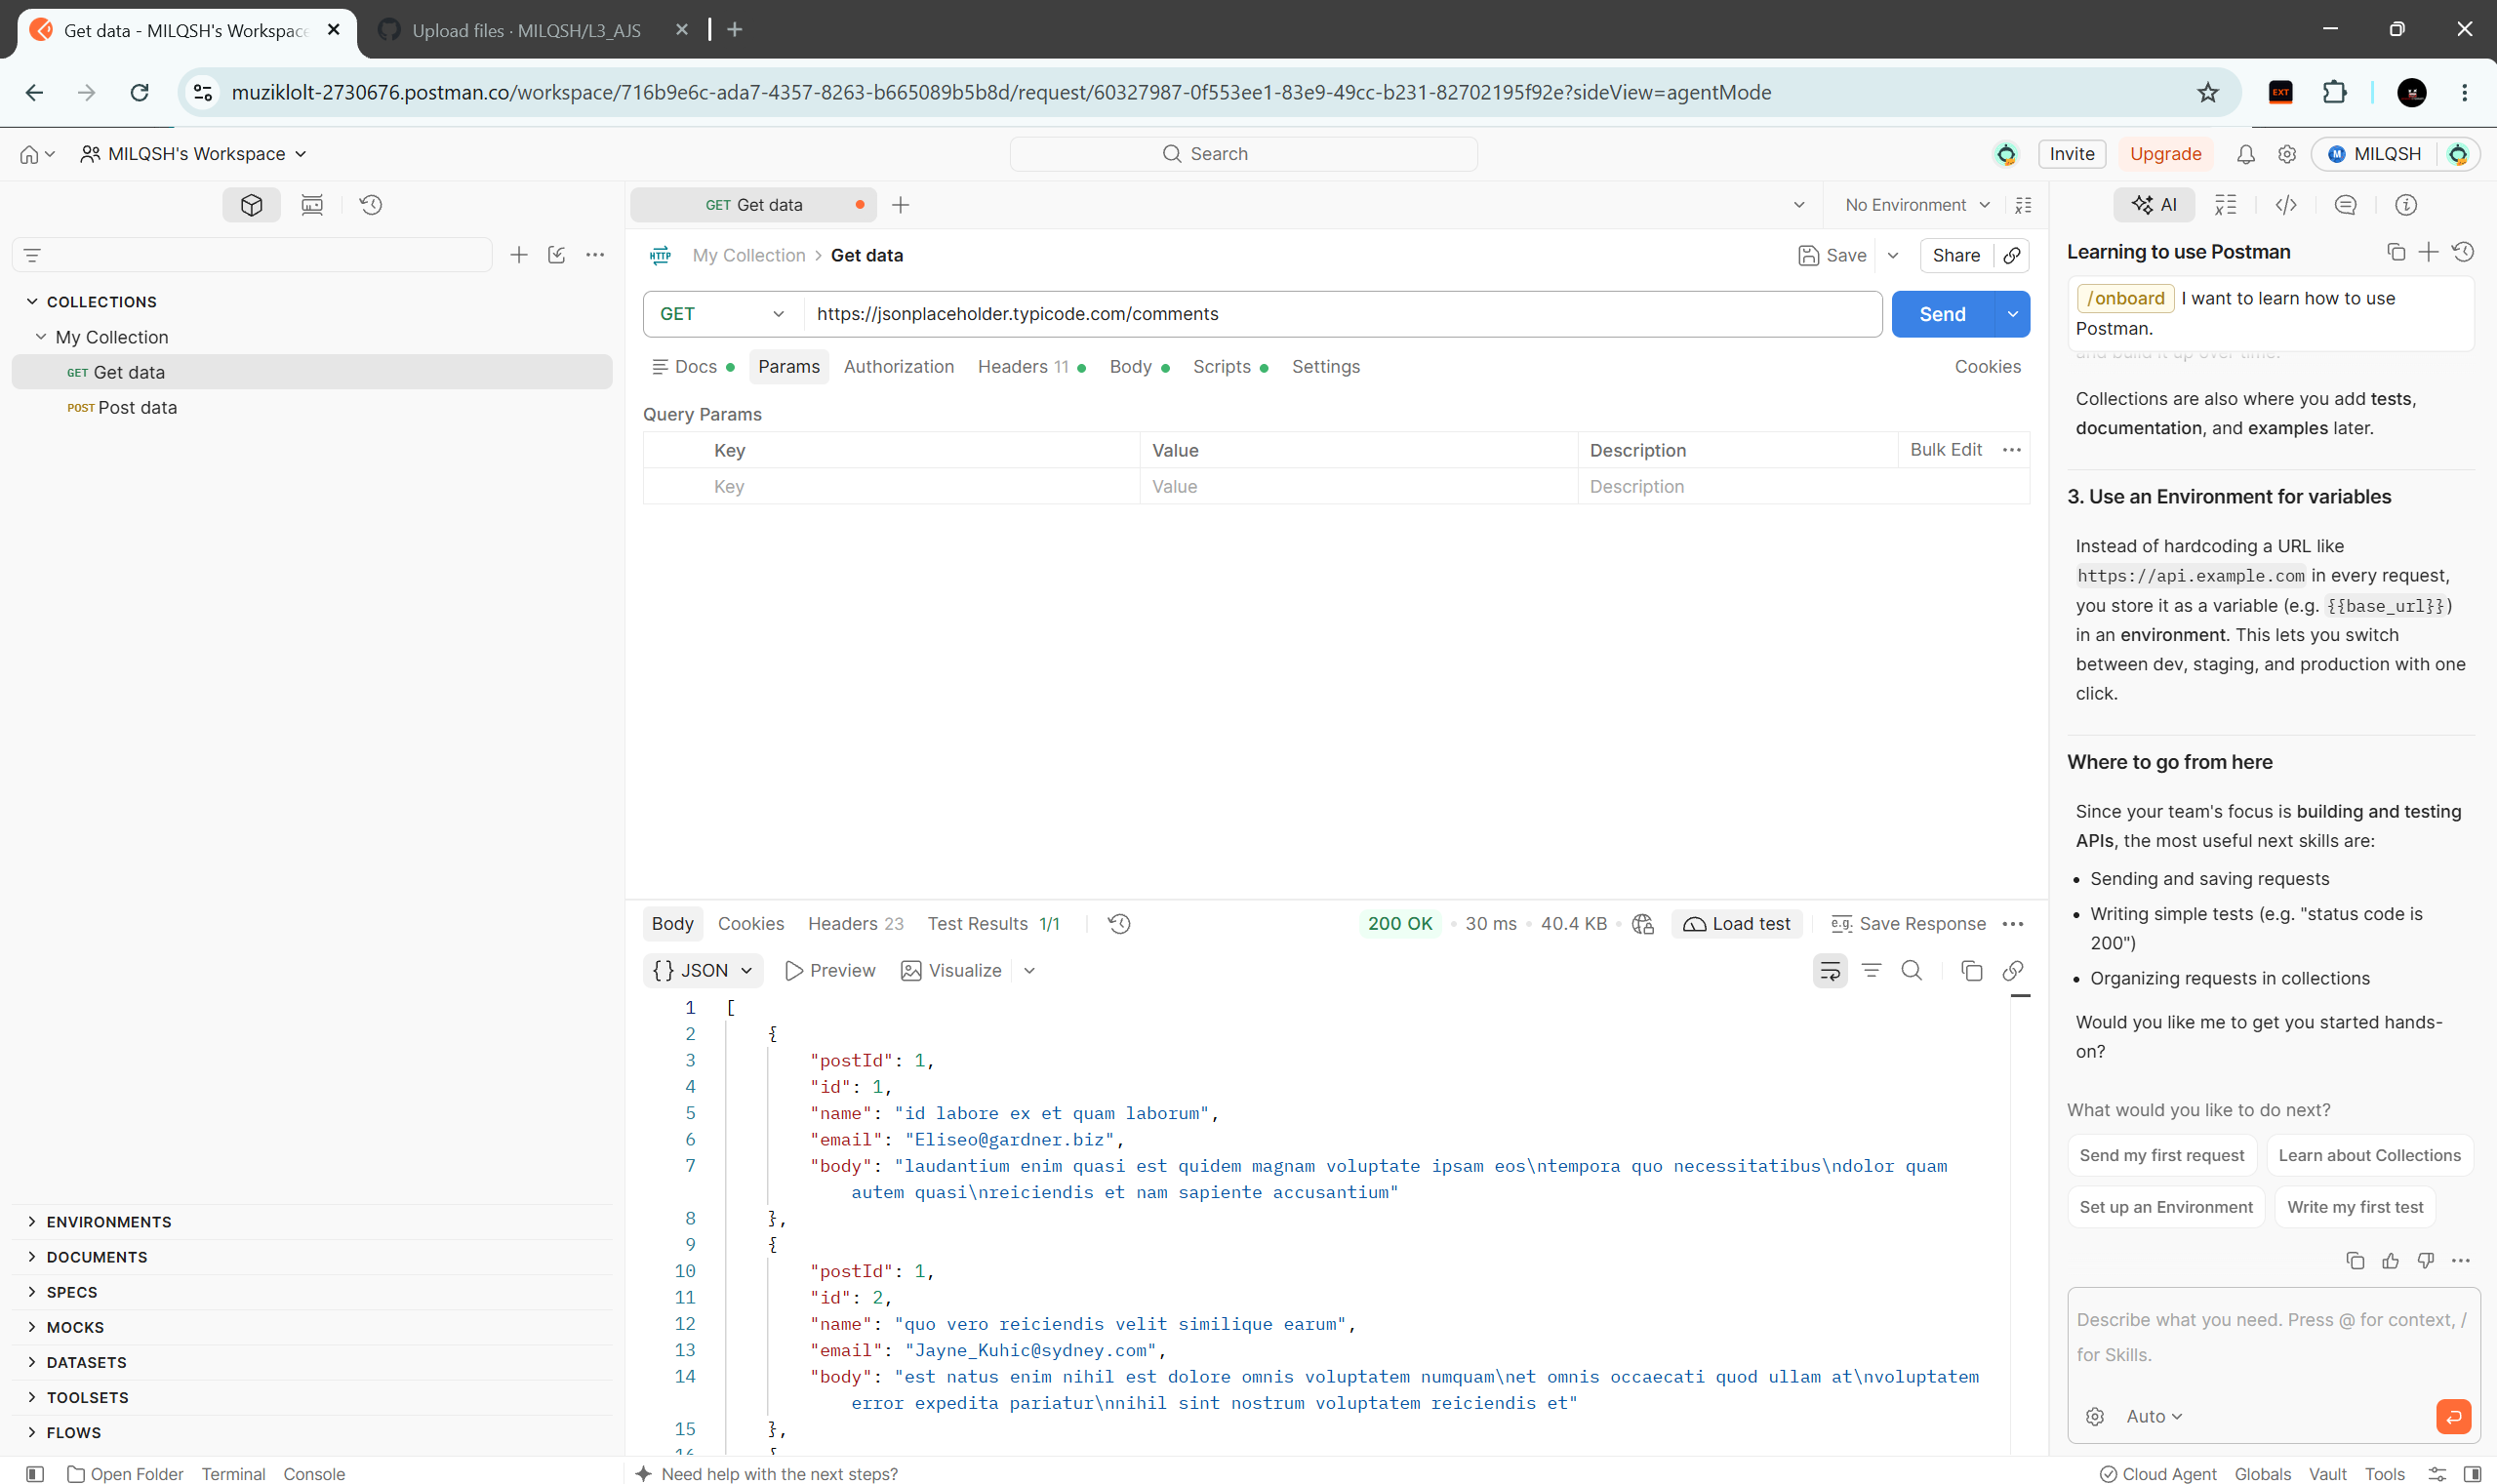 Get data - MILQSH's Workspace
Upload files · MILQSH/L3_AJS
muziklolt-2730676.postman.co/workspace/716b9e6c-ada7-4357-8263-b665089b5b8d/request/60327987-0f553ee1-83e9-49cc-b231-82702195f92e?sideView=agentMode
EXT
MILQSH's Workspace
Search
Invite
Upgrade
M MILQSH
GET Get data
No Environment
AI
My Collection > Get data
Save
Share
Learning to use Postman
/onboard I want to learn how to use
Postman.
COLLECTIONS
My Collection
GET Get data
POST Post data
HTTP
GET
https://jsonplaceholder.typicode.com/comments
Send
Docs
Params
Authorization
Headers 11
Body
Scripts
Settings
Cookies
Query Params
Key Value Description Bulk Edit
Key Value Description
and build it up over time.
Collections are also where you add tests,
documentation, and examples later.
3. Use an Environment for variables
Instead of hardcoding a URL like
https://api.example.com in every request,
you store it as a variable (e.g. {{base_url}})
in an environment. This lets you switch
between dev, staging, and production with one
click.
Where to go from here
Since your team's focus is building and testing
APIs, the most useful next skills are:
• Sending and saving requests
• Writing simple tests (e.g. "status code is
200")
• Organizing requests in collections
Would you like me to get you started hands-
on?
What would you like to do next?
Send my first request
Learn about Collections
Set up an Environment
Write my first test
Describe what you need. Press @ for context, /
for Skills.
Auto
Body
Cookies
Headers 23
Test Results 1/1
200 OK • 30 ms • 40.4 KB
Load test
e.g. Save Response
{} JSON
Preview
Visualize
1 [
2 {
3 "postId": 1,
4 "id": 1,
5 "name": "id labore ex et quam laborum",
6 "email": "Eliseo@gardner.biz",
7 "body": "laudantium enim quasi est quidem magnam voluptate ipsam eos\ntempora quo necessitatibus\ndolor quam
autem quasi\nreiciendis et nam sapiente accusantium"
8 },
9 {
10 "postId": 1,
11 "id": 2,
12 "name": "quo vero reiciendis velit similique earum",
13 "email": "Jayne_Kuhic@sydney.com",
14 "body": "est natus enim nihil est dolore omnis voluptatem numquam\net omnis occaecati quod ullam at\nvoluptatem
error expedita pariatur\nnihil sint nostrum voluptatem reiciendis et"
15 },
16 {
ENVIRONMENTS
DOCUMENTS
SPECS
MOCKS
DATASETS
TOOLSETS
FLOWS
Open Folder
Terminal
Console
Need help with the next steps?
Cloud Agent
Globals
Vault
Tools